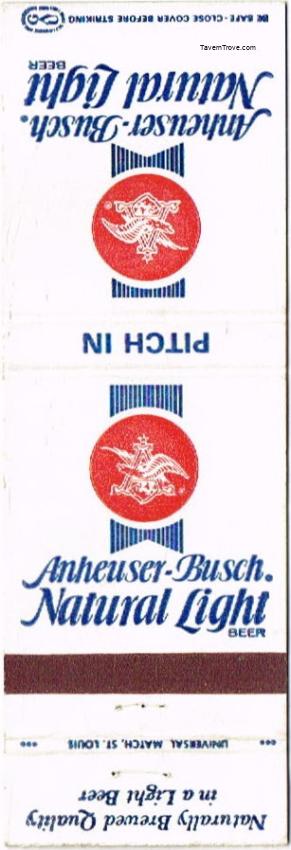 BE SAFE - CLOSE COVER BEFORE STRIKING
TavernTrove.com
Anheuser-Busch.
Natural Light
BEER
PITCH IN
Anheuser-Busch.
Natural Light
BEER
UNIVERSAL MATCH, ST. LOUIS
Naturally Brewed Quality
in a Light Beer